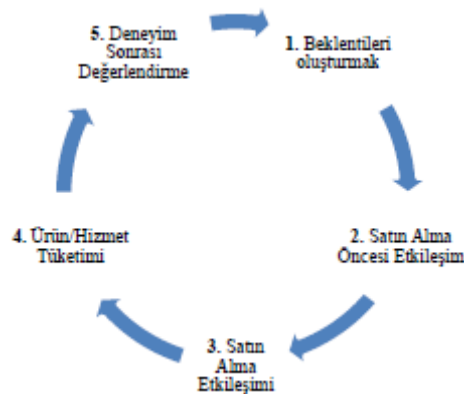 1. Beklentileri
oluşturmak
2. Satın Alma
Öncesi Etkileşim
3. Satın
Alma
Etkileşimi
4. Ürün/Hizmet
Tüketimi
5. Deneyim
Sonrası
Değerlendirme